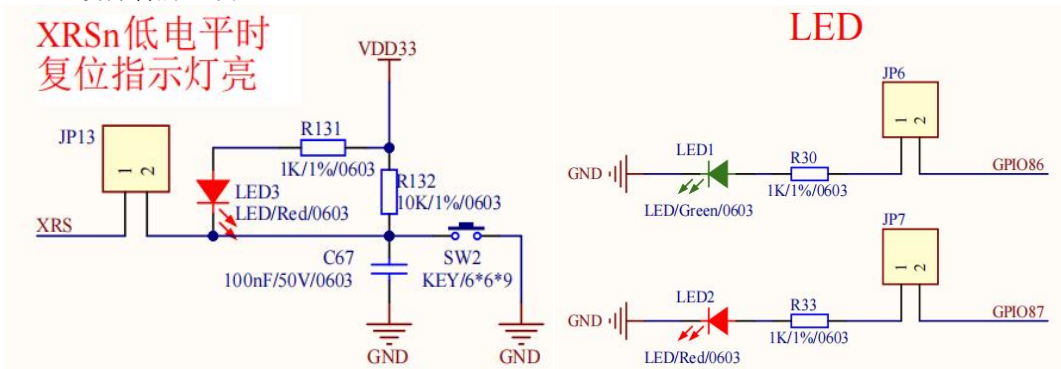 XRSn低电平时
复位指示灯亮
VDD33
JP13
1
2
R131
1K/1%/0603
R132
10K/1%/0603
LED3
LED/Red/0603
XRS
C67
100nF/50V/0603
SW2
KEY/6*6*9
GND
GND
LED
JP6
1
2
LED1
R30
GPIO86
GND
1K/1%/0603
LED/Green/0603
JP7
1
2
LED2
R33
GPIO87
GND
1K/1%/0603
LED/Red/0603